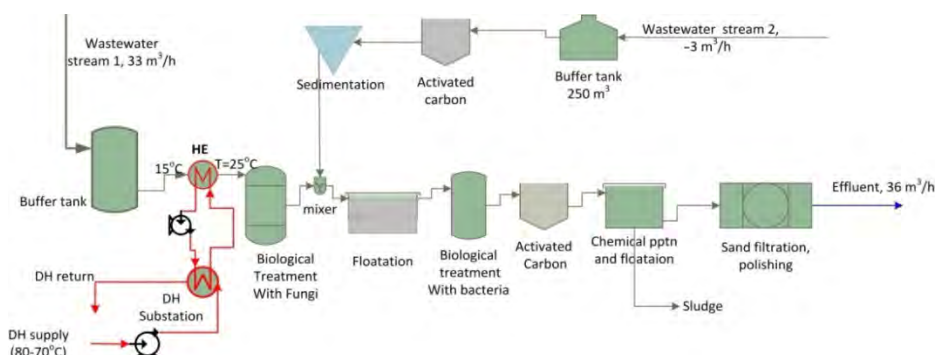 Wastewater
stream 1, 33 m³/h
Sedimentation
Activated
carbon
Buffer tank
250 m³
Wastewater stream 2,
~3 m³/h
Buffer tank
15°C
HE
T=25°C
mixer
Biological
Treatment
With Fungi
Floatation
Biological
treatment
With bacteria
Activated
Carbon
Chemical pptn
and floataion
Sand filtration,
polishing
Effluent, 36 m³/h
Sludge
DH return
DH
Substation
DH supply
(80-70°C)